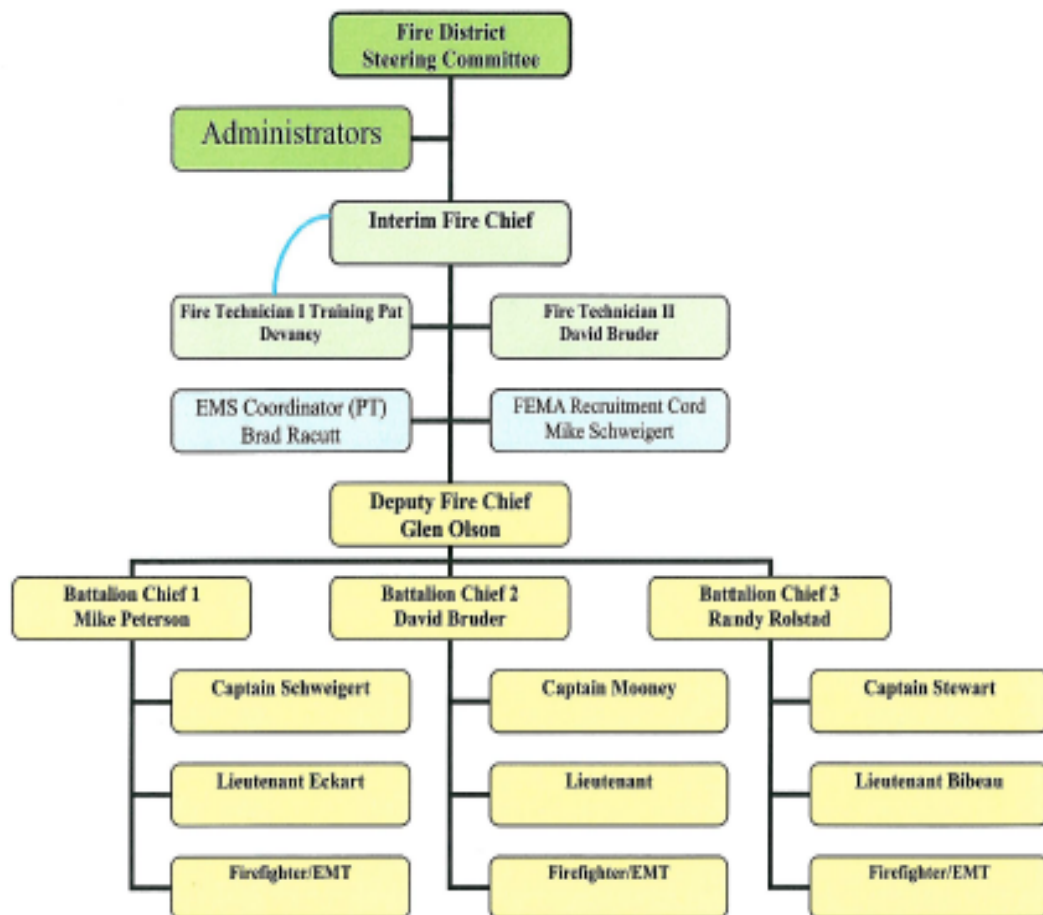 Fire District
Steering Committee
Administrators
Interim Fire Chief
Fire Technician I Training Pat
Devaney
Fire Technician II
David Bruder
EMS Coordinator (PT)
Brad Racutt
FEMA Recruitment Cord
Mike Schweigert
Deputy Fire Chief
Glen Olson
Battalion Chief 1
Mike Peterson
Battalion Chief 2
David Bruder
Battalion Chief 3
Randy Rolstad
Captain Schweigert
Captain Mooney
Captain Stewart
Lieutenant Eckart
Lieutenant
Lieutenant Bibeau
Firefighter/EMT
Firefighter/EMT
Firefighter/EMT